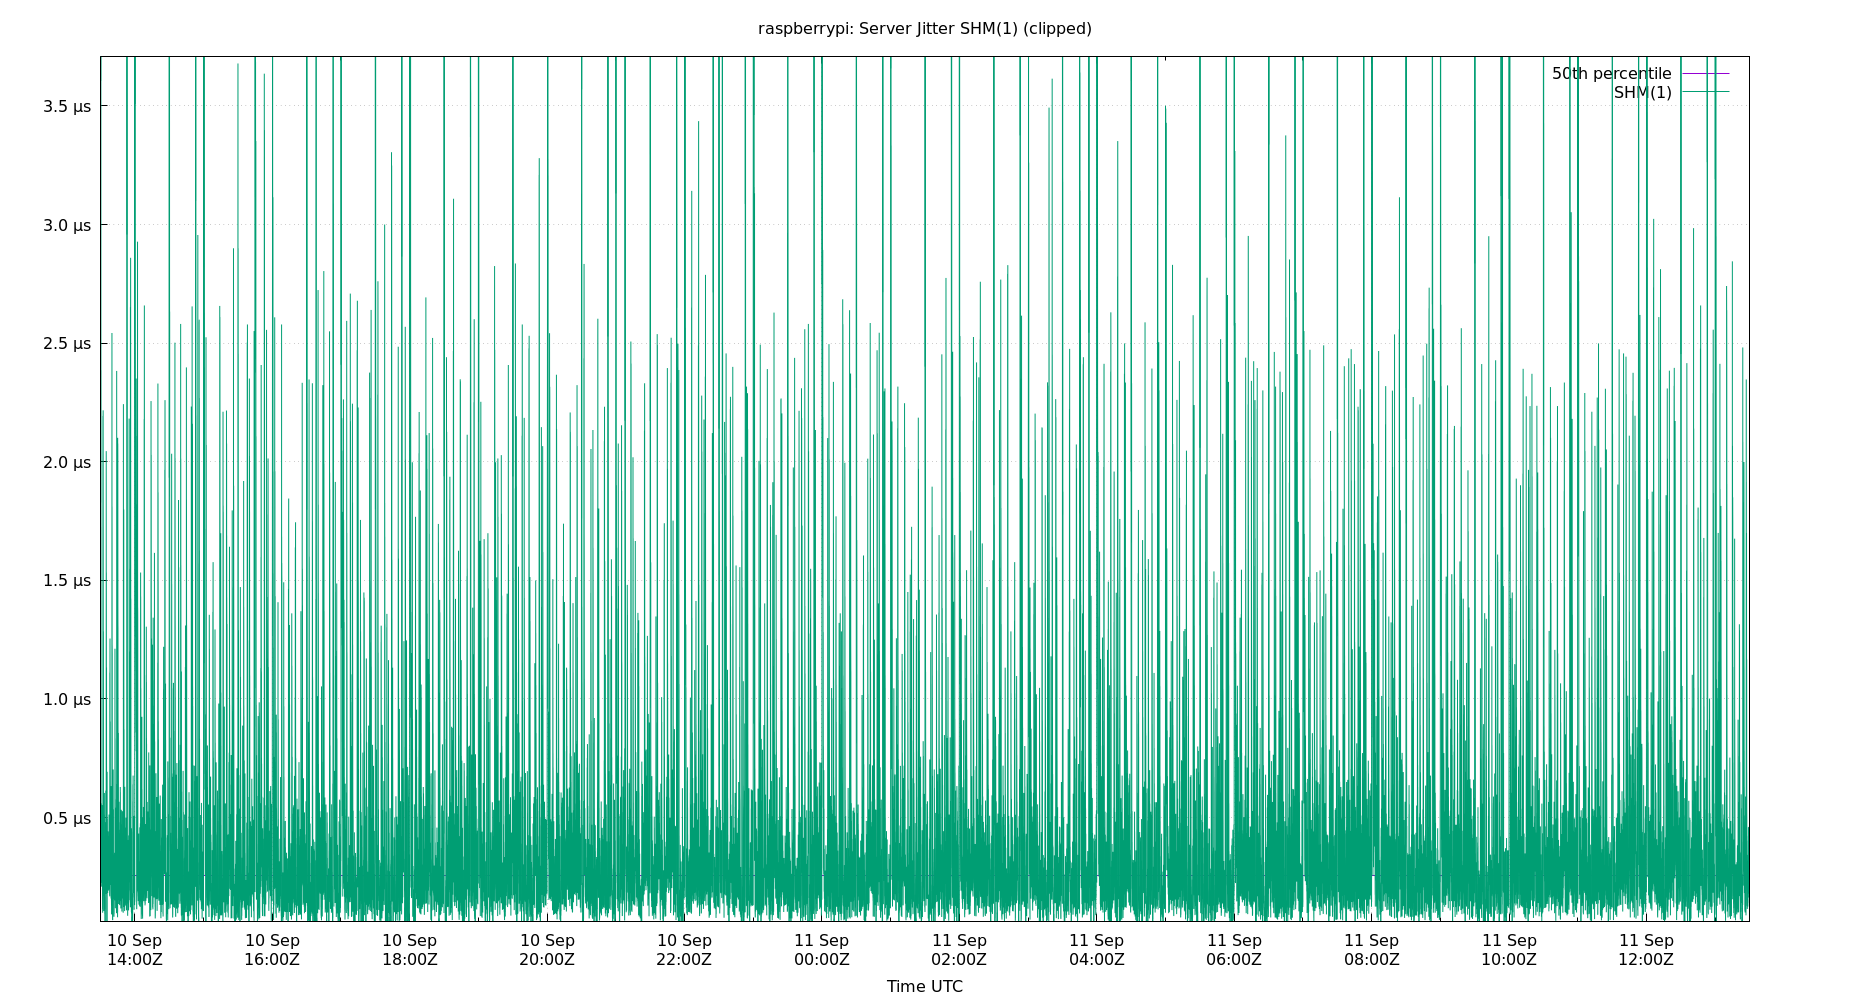 raspberrypi: Server Jitter SHM(1) (clipped)
50th percentile
SHM(1)
3.5 µs
3.0 µs
2.5 µs
2.0 µs
1.5 µs
1.0 µs
0.5 µs
10 Sep 10 Sep 10 Sep 10 Sep 10 Sep 11 Sep 11 Sep 11 Sep 11 Sep 11 Sep 11 Sep 11 Sep
14:00Z 16:00Z 18:00Z 20:00Z 22:00Z 00:00Z 02:00Z 04:00Z 06:00Z 08:00Z 10:00Z 12:00Z
Time UTC